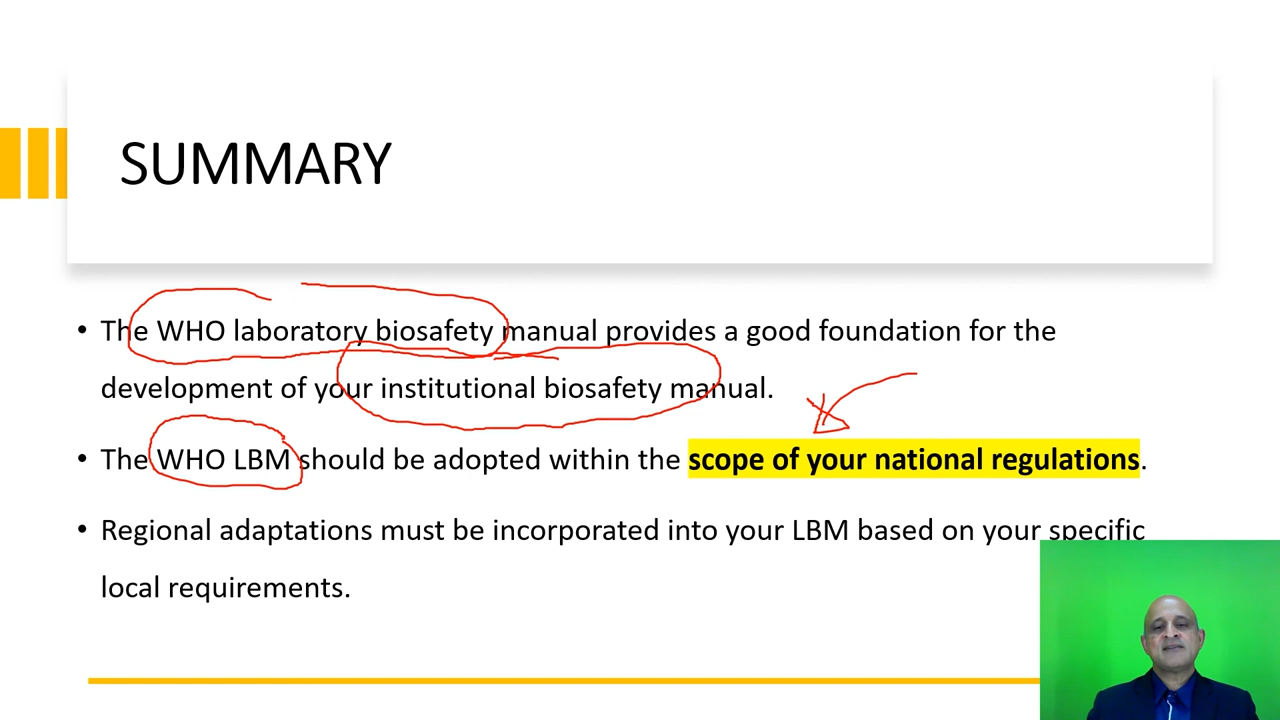 SUMMARY
• The WHO laboratory biosafety manual provides a good foundation for the
development of your institutional biosafety manual.
• The WHO LBM should be adopted within the scope of your national regulations.
• Regional adaptations must be incorporated into your LBM based on your specific
local requirements.